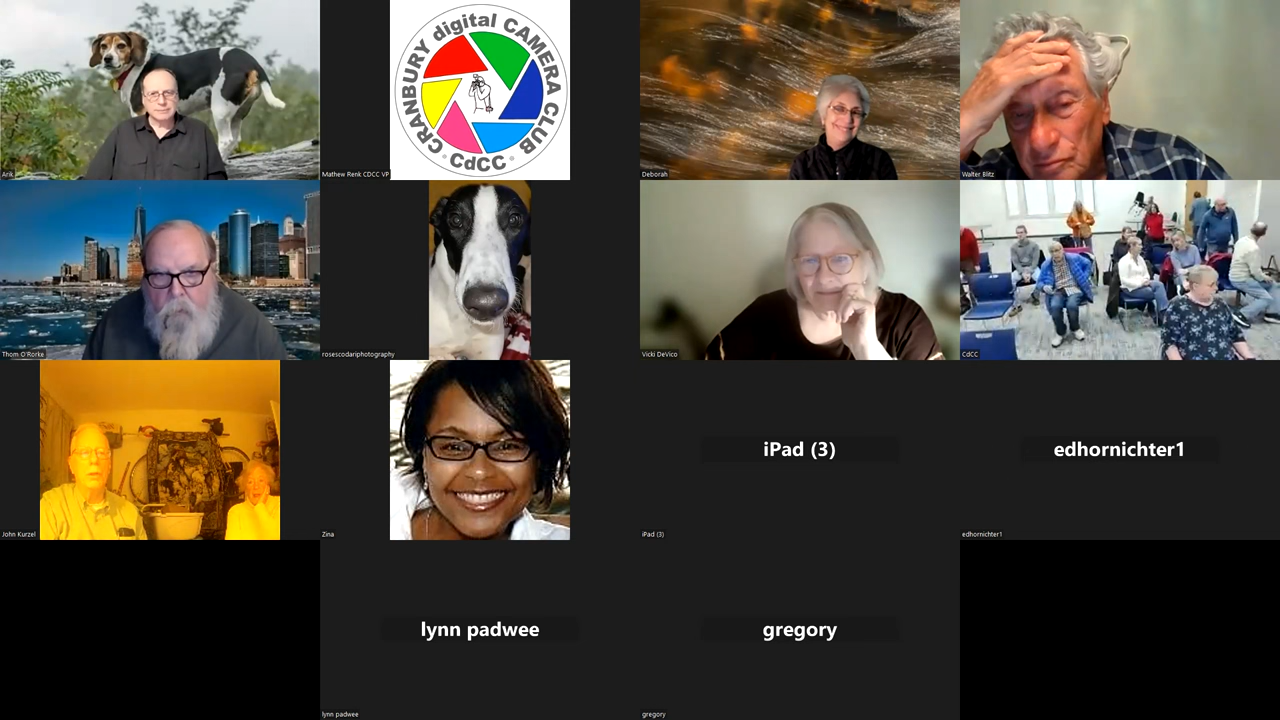 CRANBURY digital CAMERA CLUB
• CdCC •
Arik
Mathew Renk CDCC VP
Deborah
Walter Blitz
Thom O'Rorke
rosescodariphotography
Vicki DeVico
CdCC
iPad (3)
edhornichter1
John Kurzel
Zina
iPad (3)
edhornichter1
lynn padwee
gregory
lynn padwee
gregory